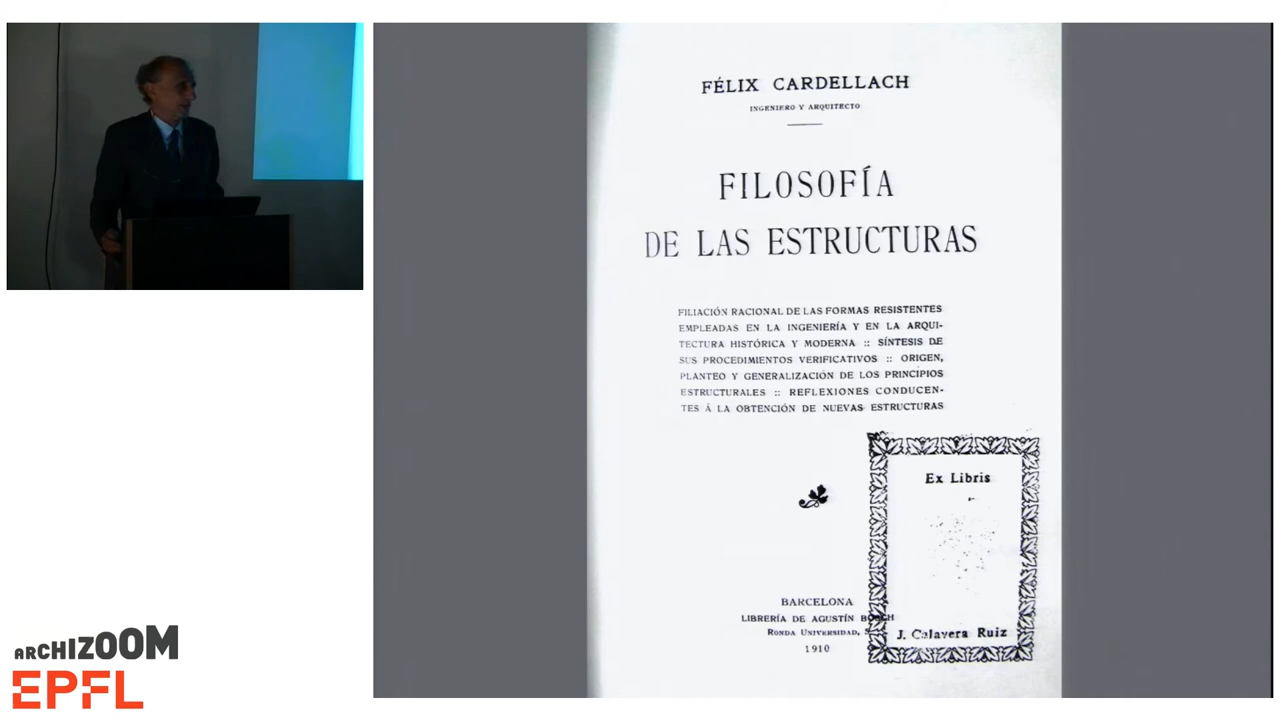 FÉLIX CARDELLACH
INGENIERO Y ARQUITECTO
FILOSOFÍA
DE LAS ESTRUCTURAS
FILIACIÓN RACIONAL DE LAS FORMAS RESISTENTES
EMPLEADAS EN LA INGENIERÍA Y EN LA ARQUI-
TECTURA HISTÓRICA Y MODERNA :: SÍNTESIS DE
SUS PROCEDIMIENTOS VERIFICATIVOS :: ORIGEN,
PLANTEO Y GENERALIZACIÓN DE LOS PRINCIPIOS
ESTRUCTURALES :: REFLEXIONES CONDUCEN-
TES Á LA OBTENCIÓN DE NUEVAS ESTRUCTURAS
Ex Libris
J. Calavera Ruiz
BARCELONA
LIBRERÍA DE AGUSTÍN BOSCH
RONDA UNIVERSIDAD,
1910
ARCHIZOOM
EPFL